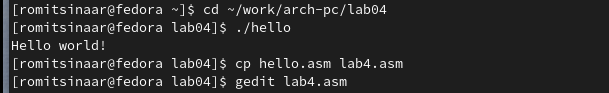 [romitsinaar@fedora ~]$ cd ~/work/arch-pc/lab04
[romitsinaar@fedora lab04]$ ./hello
Hello world!
[romitsinaar@fedora lab04]$ cp hello.asm lab4.asm
[romitsinaar@fedora lab04]$ gedit lab4.asm